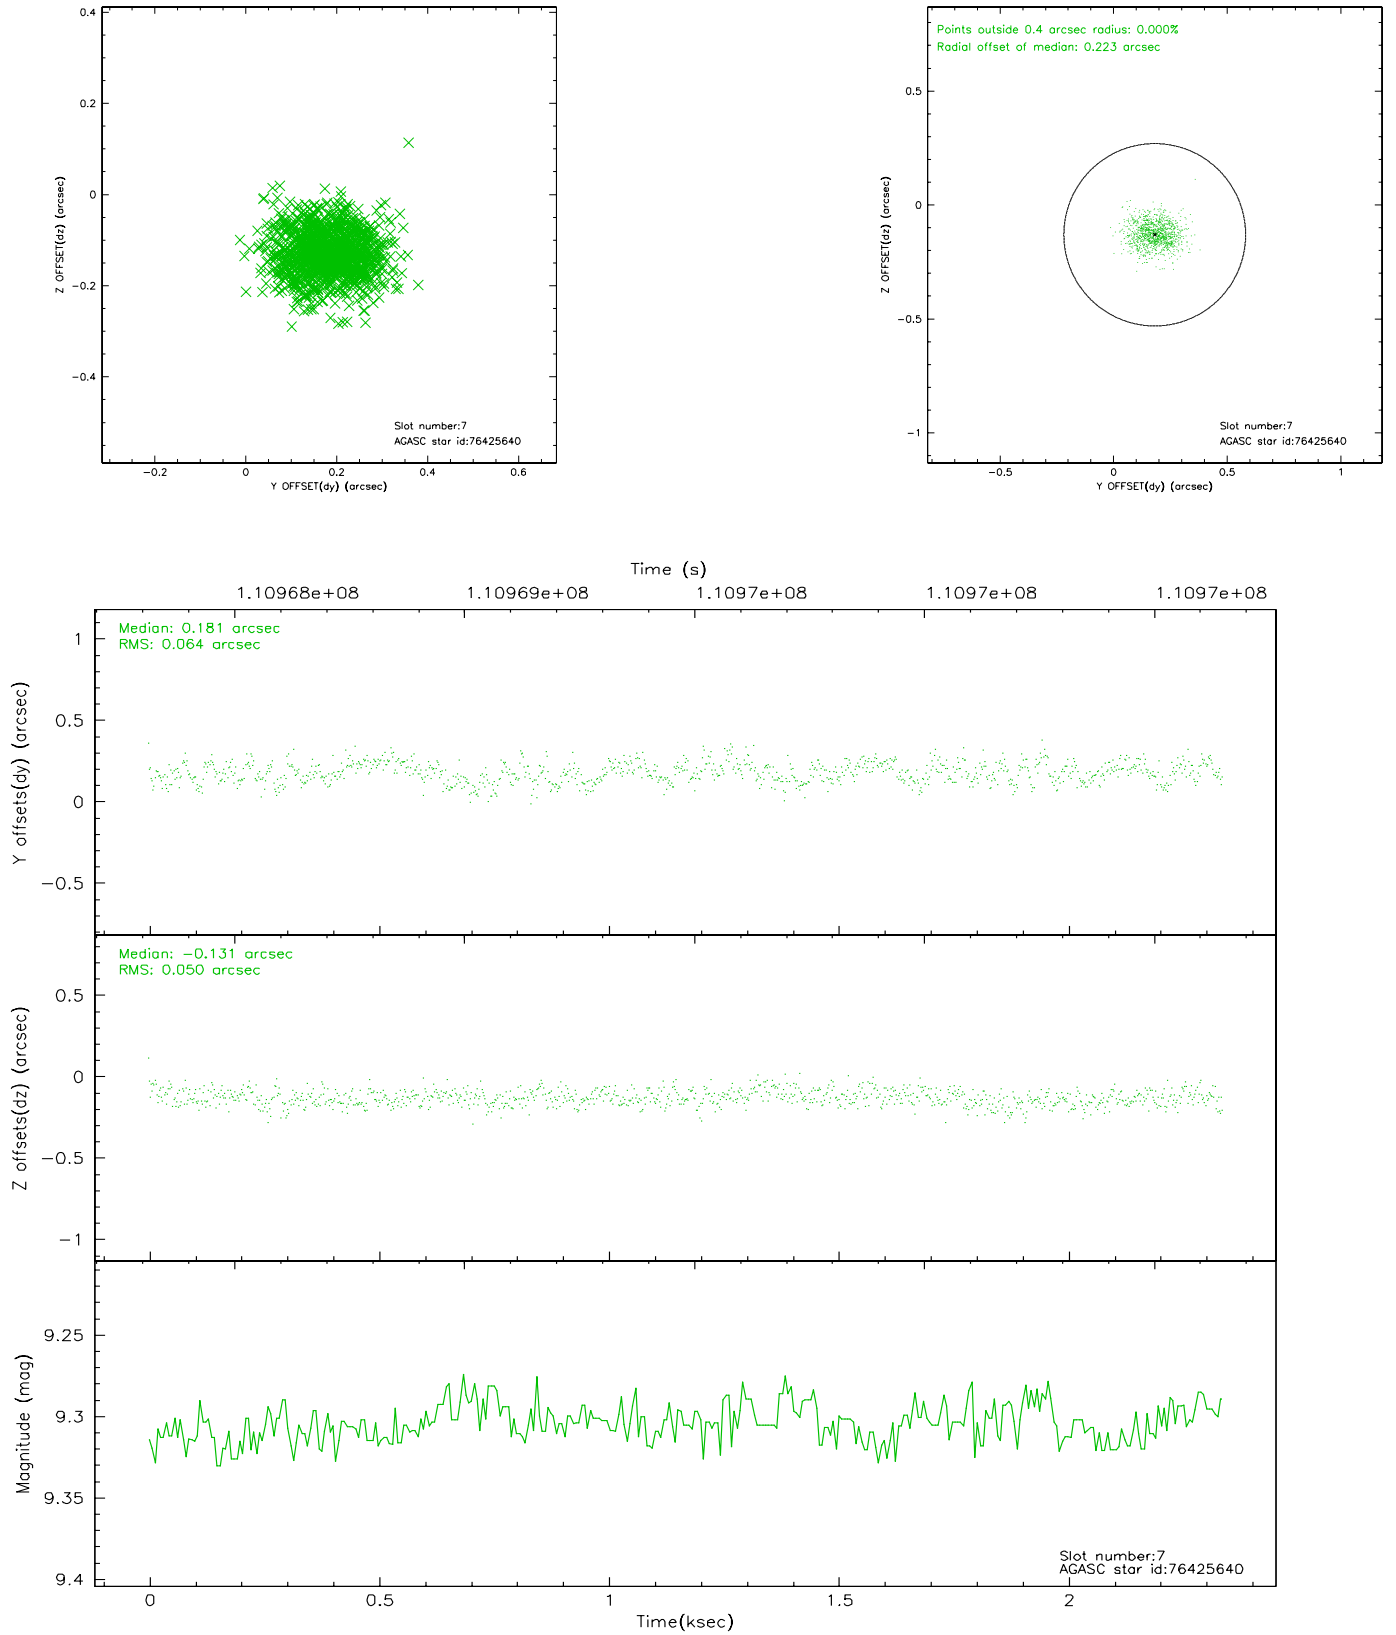 0.4
0.2
0
−0.2
−0.4
Z OFFSET(dz) (arcsec)
Slot number:7
AGASC star id:76425640
−0.2 0 0.2 0.4 0.6
Y OFFSET(dy) (arcsec)
Points outside 0.4 arcsec radius: 0.000%
Radial offset of median: 0.223 arcsec
0.5
0
−0.5
−1
Z OFFSET(dz) (arcsec)
Slot number:7
AGASC star id:76425640
−0.5 0 0.5 1
Y OFFSET(dy) (arcsec)
Time (s)
1.10968e+08 1.10969e+08 1.1097e+08 1.1097e+08 1.1097e+08
Median: 0.181 arcsec
RMS: 0.064 arcsec
1
0.5
0
−0.5
Y offsets(dy) (arcsec)
Median: −0.131 arcsec
RMS: 0.050 arcsec
0.5
0
−0.5
−1
Z offsets(dz) (arcsec)
9.25
9.3
9.35
9.4
Magnitude (mag)
Slot number:7
AGASC star id:76425640
0 0.5 1 1.5 2
Time(ksec)